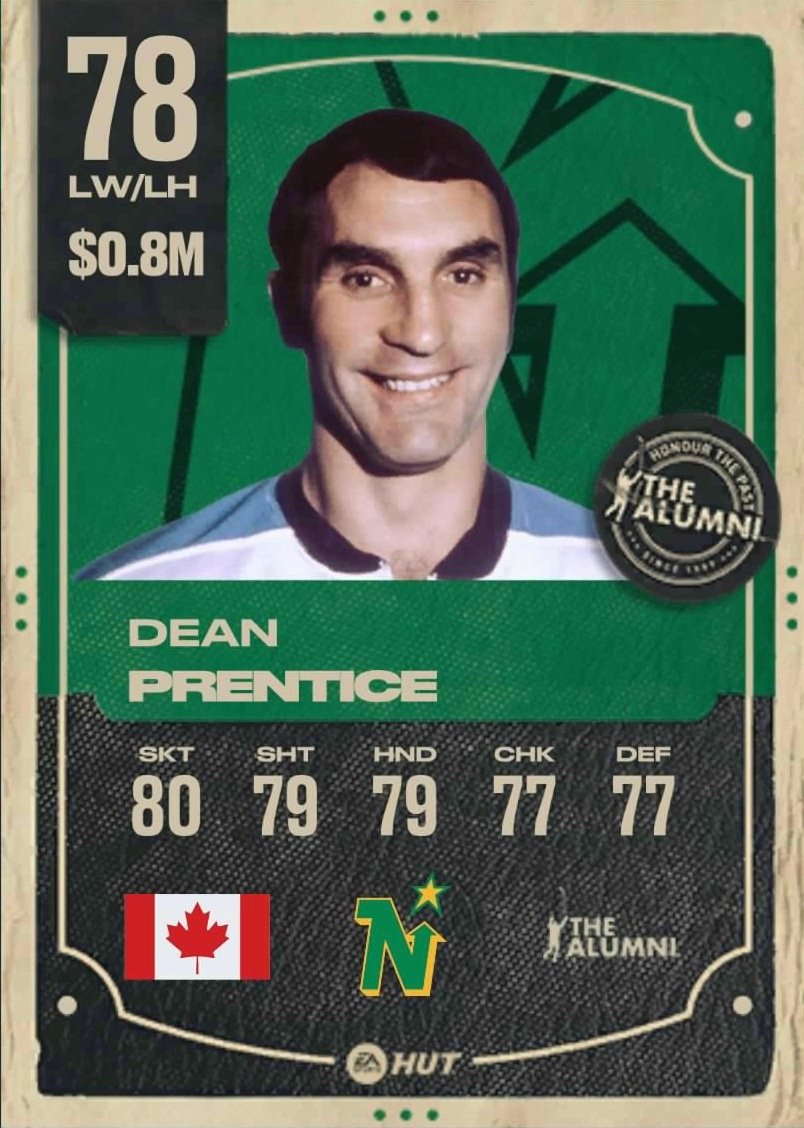 78
LW/LH
$0.8M
HONOUR THE PAST
THE
ALUMNI
DEAN
PRENTICE
SKT SHT HND CHK DEF
80 79 79 77 77
N
THE
ALUMNI
EA
HUT